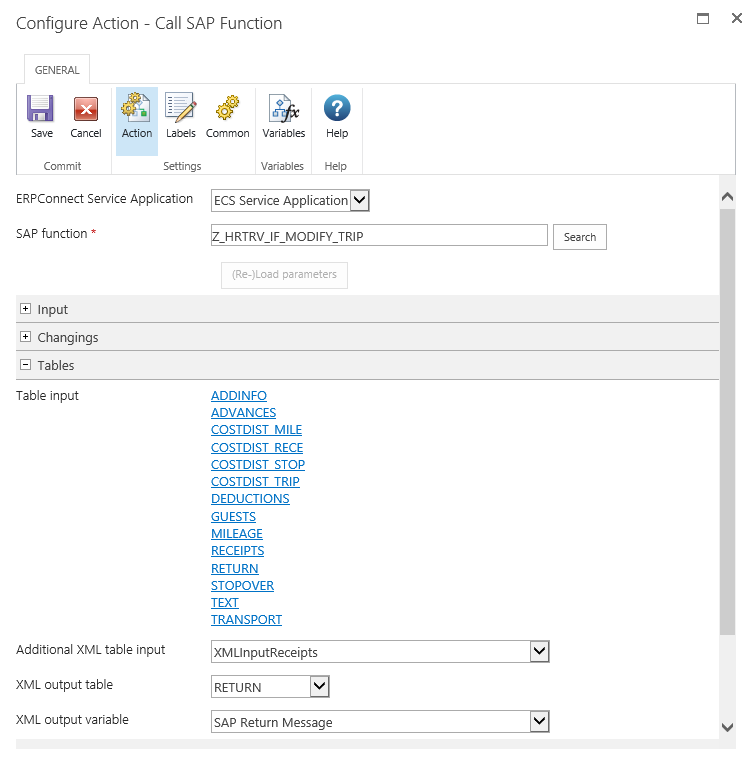 Configure Action - Call SAP Function
GENERAL
Save Cancel Action Labels Common Variables Help
Commit Settings Variables Help
ERPConnect Service Application ECS Service Application
SAP function * Z_HRTRV_IF_MODIFY_TRIP Search
(Re-)Load parameters
Input
Changings
Tables
Table input ADDINFO
ADVANCES
COSTDIST_MILE
COSTDIST_RECE
COSTDIST_STOP
COSTDIST_TRIP
DEDUCTIONS
GUESTS
MILEAGE
RECEIPTS
RETURN
STOPOVER
TEXT
TRANSPORT
Additional XML table input XMLInputReceipts
XML output table RETURN
XML output variable SAP Return Message